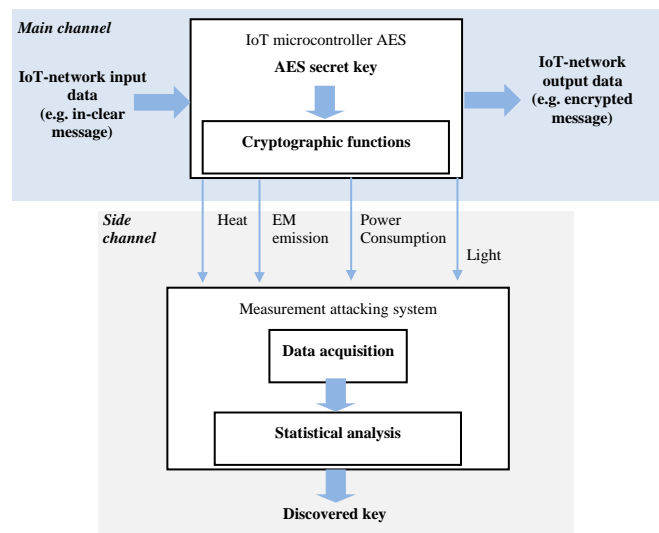 Main channel
IoT-network input
data
(e.g. in-clear
message)
IoT microcontroller AES
AES secret key
Cryptographic functions
IoT-network
output data
(e.g. encrypted
message)
Side
channel
Heat
EM
emission
Power
Consumption
Light
Measurement attacking system
Data acquisition
Statistical analysis
Discovered key